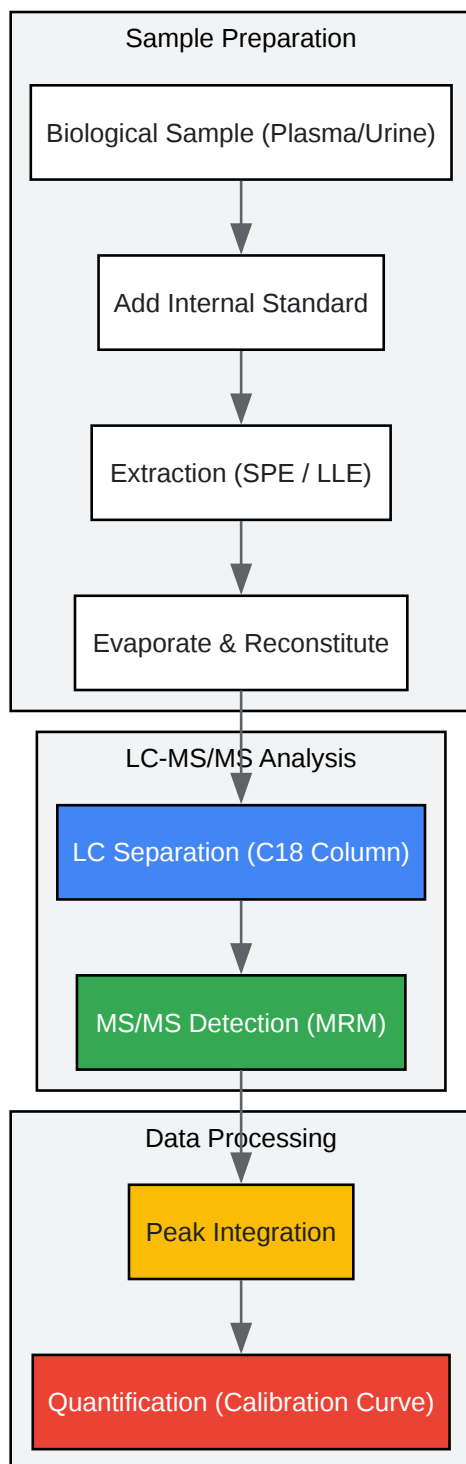 Sample Preparation
Biological Sample (Plasma/Urine)
Add Internal Standard
Extraction (SPE / LLE)
Evaporate & Reconstitute
LC-MS/MS Analysis
LC Separation (C18 Column)
MS/MS Detection (MRM)
Data Processing
Peak Integration
Quantification (Calibration Curve)